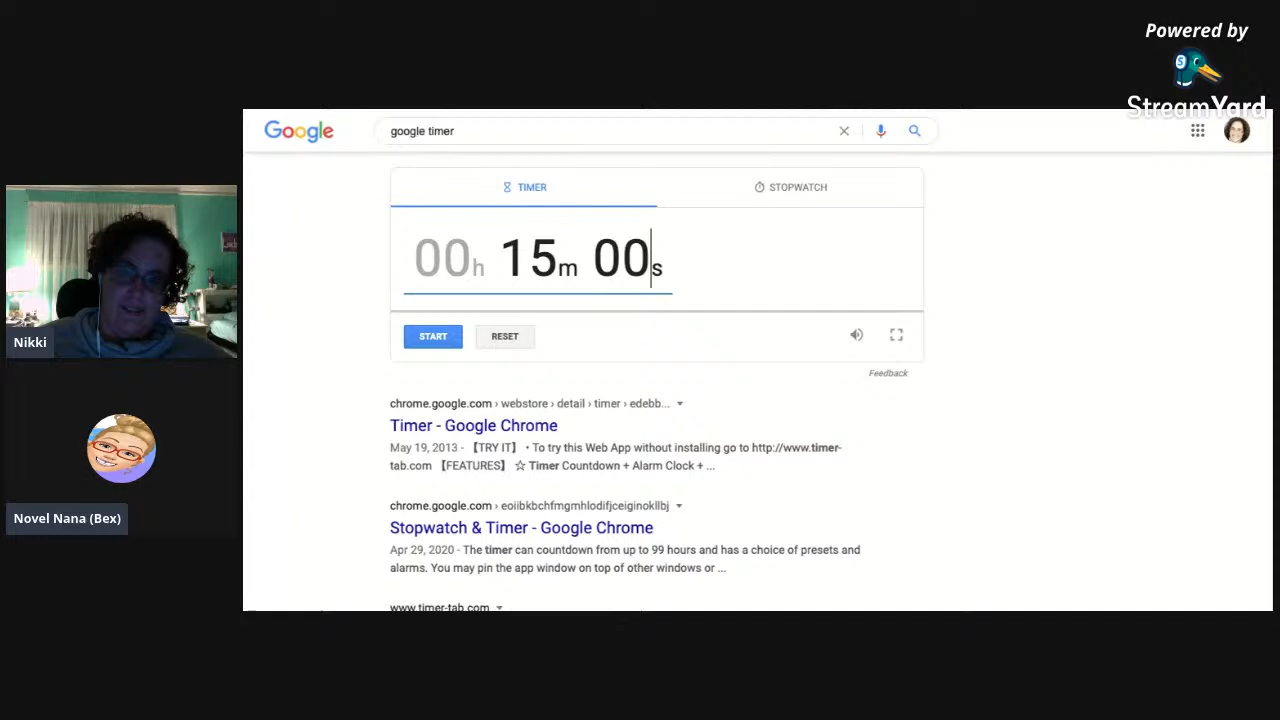 Powered by
StreamYard
Google
google timer
TIMER
STOPWATCH
00h 15m 00s
START
RESET
Feedback
chrome.google.com › webstore › detail › timer › edebb...
Timer - Google Chrome
May 19, 2013 - 【TRY IT】 • To try this Web App without installing go to http://www.timer-
tab.com 【FEATURES】 ☆ Timer Countdown + Alarm Clock + ...
chrome.google.com › eoiibkbchfmgmhlodifjceiginokllbj
Stopwatch & Timer - Google Chrome
Apr 29, 2020 - The timer can countdown from up to 99 hours and has a choice of presets and
alarms. You may pin the app window on top of other windows or ...
www.timer-tab.com
Nikki
Novel Nana (Bex)